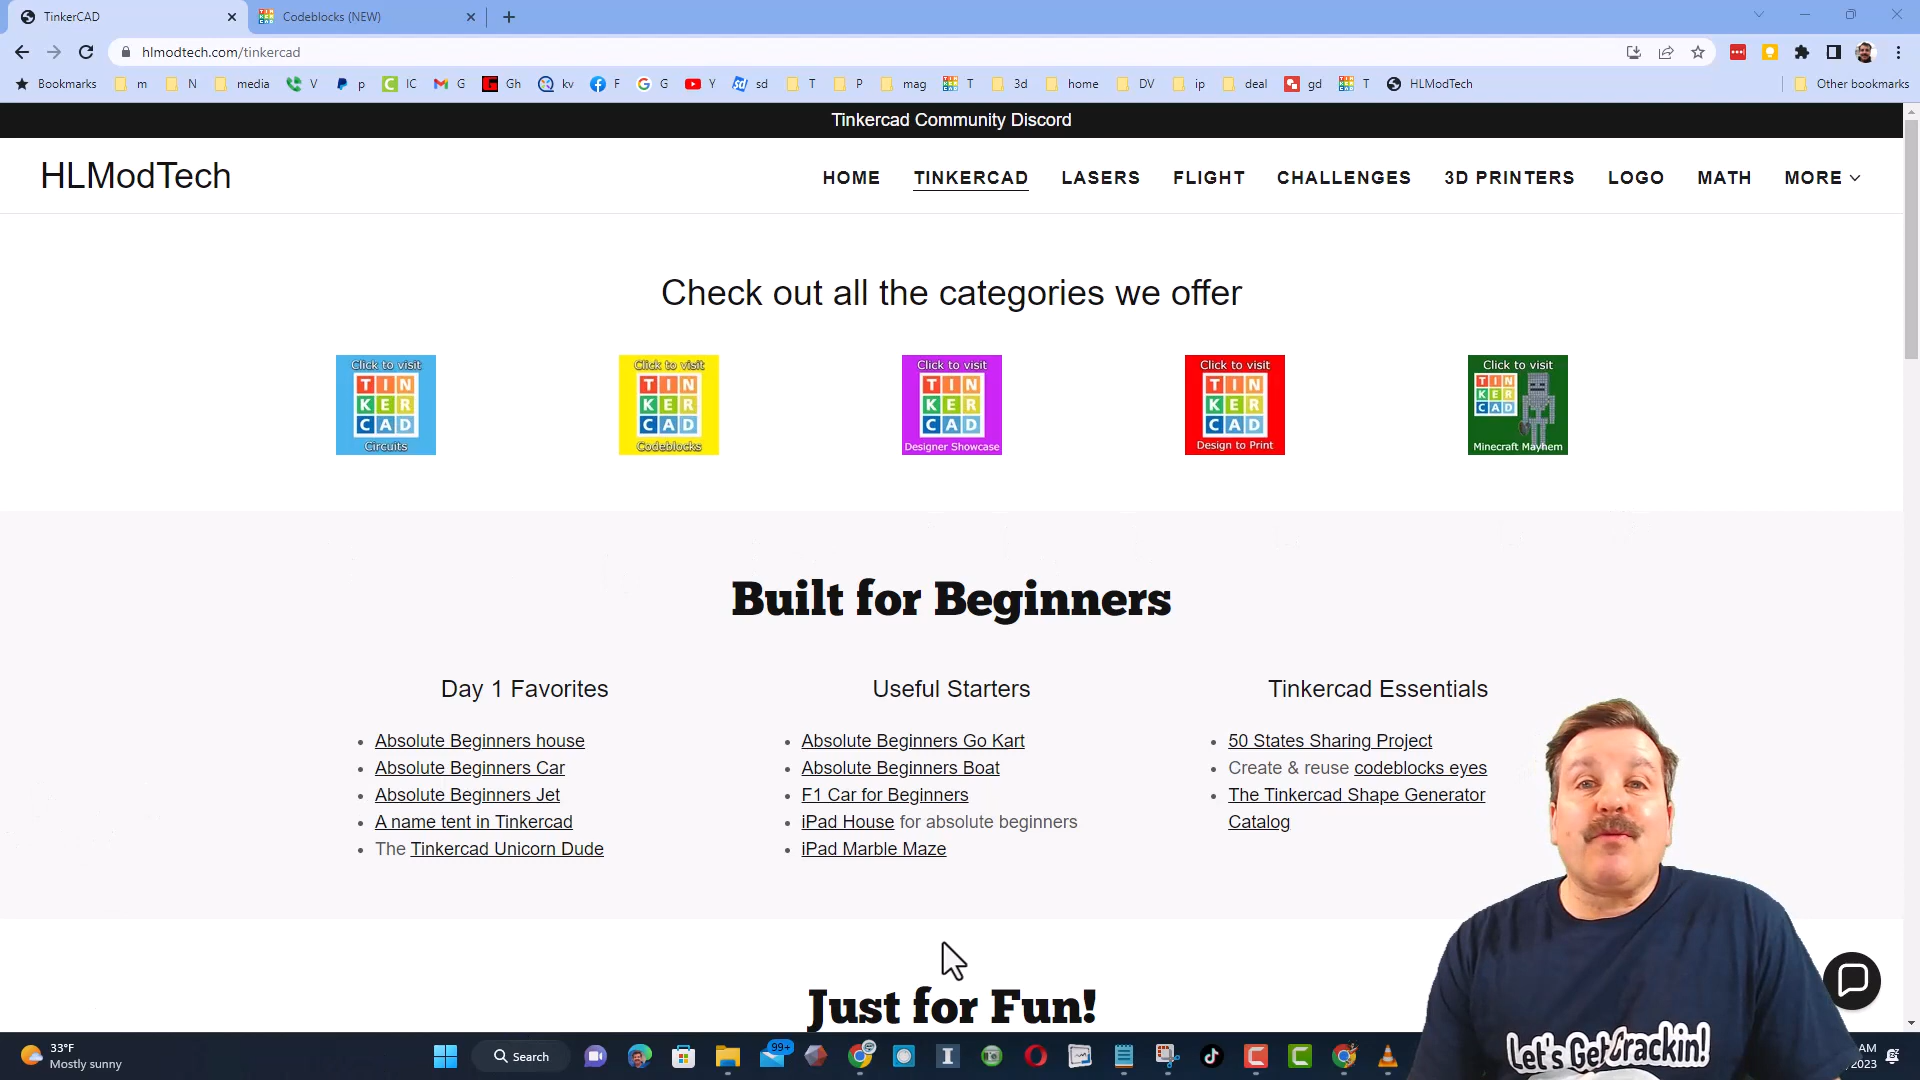 TinkerCAD
Codeblocks (NEW)
hlmodtech.com/tinkercad
Bookmarks m N media V p IC G Gh kv F G Y sd T P mag T 3d home DV ip deal gd T HLModTech Other bookmarks
Tinkercad Community Discord
HLModTech
HOME TINKERCAD LASERS FLIGHT CHALLENGES 3D PRINTERS LOGO MATH MORE
Check out all the categories we offer
Click to visit
TIN
KER
CAD
Circuits
Click to visit
TIN
KER
CAD
Codeblocks
Click to visit
TIN
KER
CAD
Designer Showcase
Click to visit
TIN
KER
CAD
Design to Print
Click to visit
TIN
KER
CAD
Minecraft Mayhem
Built for Beginners
Day 1 Favorites
Absolute Beginners house
Absolute Beginners Car
Absolute Beginners Jet
A name tent in Tinkercad
The Tinkercad Unicorn Dude
Useful Starters
Absolute Beginners Go Kart
Absolute Beginners Boat
F1 Car for Beginners
iPad House for absolute beginners
iPad Marble Maze
Tinkercad Essentials
50 States Sharing Project
Create & reuse codeblocks eyes
The Tinkercad Shape Generator
Catalog
Just for Fun!
Let's Get Crackin!
33°F
Mostly sunny
Search
99+
AM
/2023